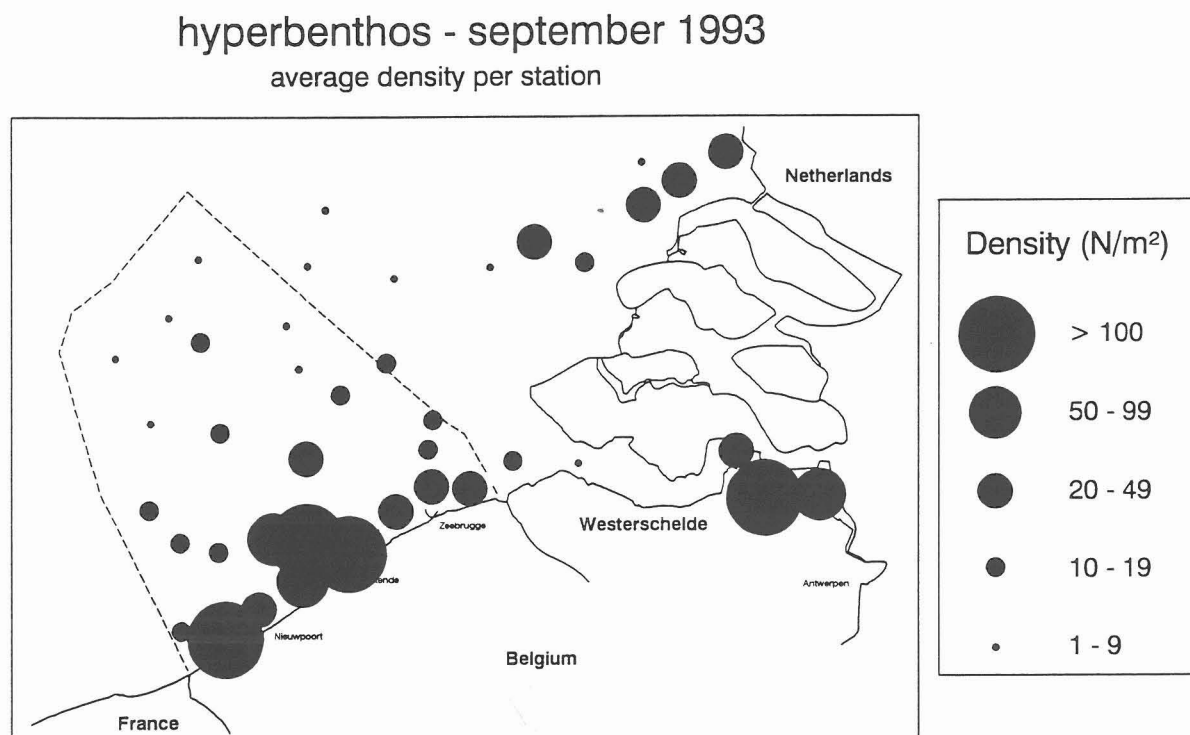 hyperbenthos - september 1993
average density per station
Netherlands
Density (N/m²)
> 100
50 - 99
20 - 49
10 - 19
1 - 9
Zeebrugge
Westerschelde
tende
Antwerpen
Nieuwpoort
Belgium
France